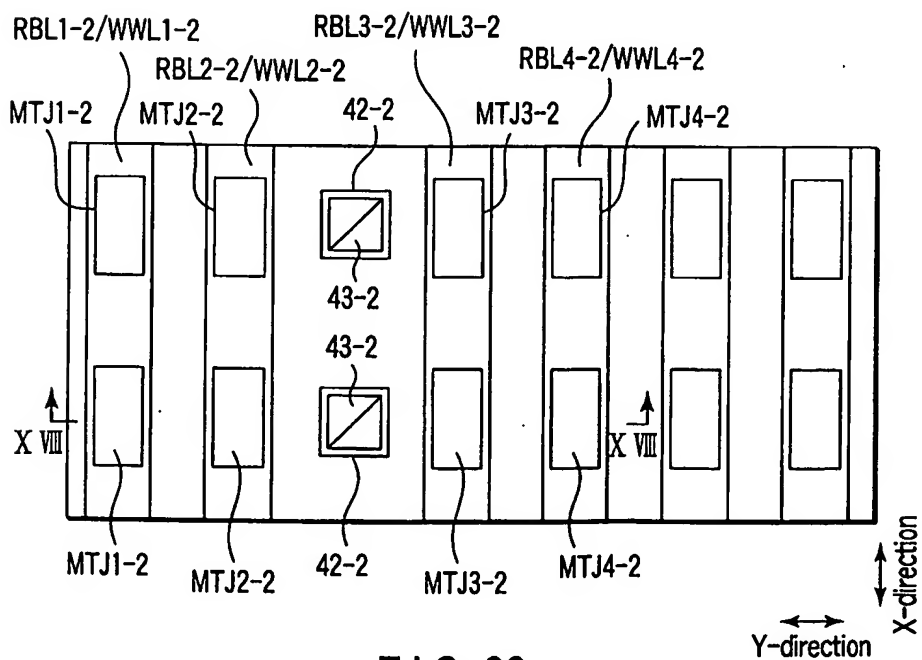 RBL1-2/WWL1-2
RBL2-2/WWL2-2
RBL3-2/WWL3-2
RBL4-2/WWL4-2
MTJ1-2
MTJ2-2
42-2
MTJ3-2
MTJ4-2
43-2
43-2
X VIII
X VIII
MTJ1-2
MTJ2-2
42-2
MTJ3-2
MTJ4-2
X-direction
Y-direction